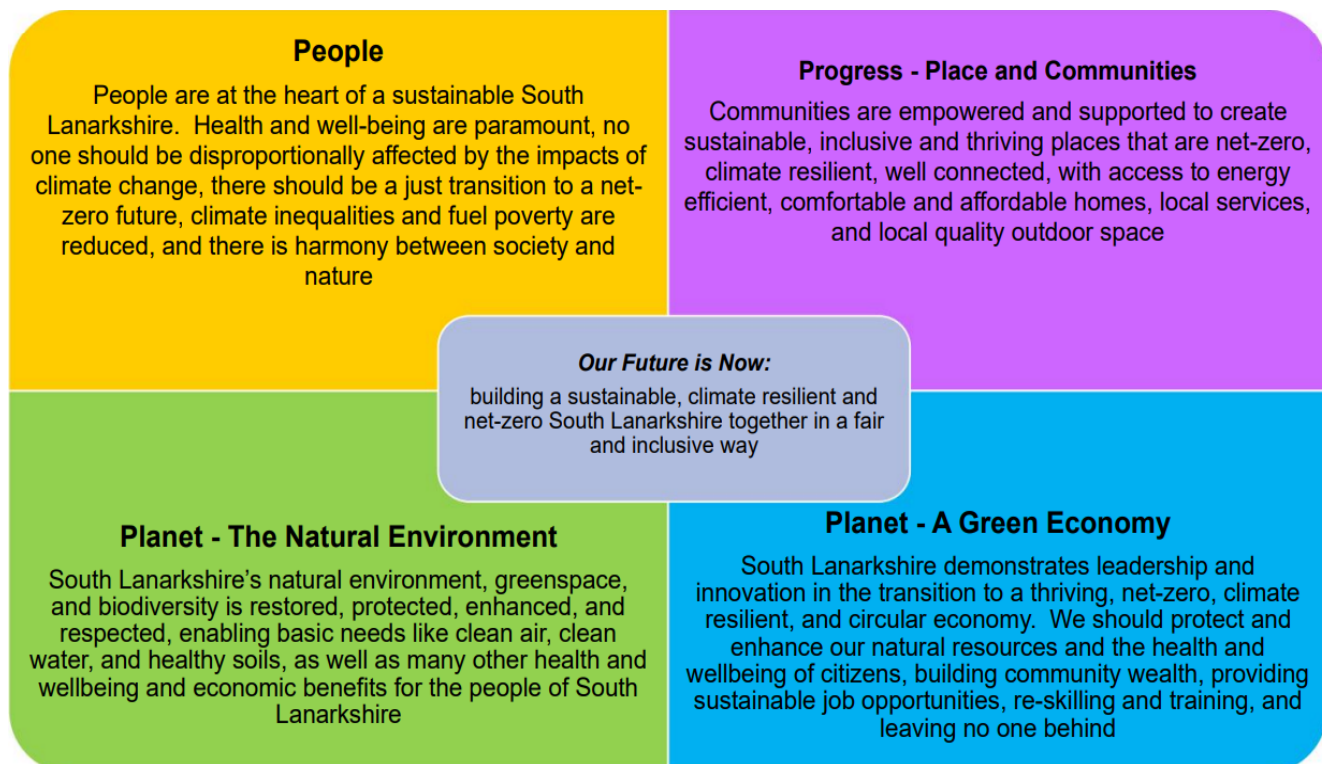 People
People are at the heart of a sustainable South
Lanarkshire.  Health and well-being are paramount, no
one should be disproportionally affected by the impacts of
climate change, there should be a just transition to a net-
zero future, climate inequalities and fuel poverty are
reduced, and there is harmony between society and
nature
Progress - Place and Communities
Communities are empowered and supported to create
sustainable, inclusive and thriving places that are net-zero,
climate resilient, well connected, with access to energy
efficient, comfortable and affordable homes, local services,
and local quality outdoor space
Our Future is Now:
building a sustainable, climate resilient and
net-zero South Lanarkshire together in a fair
and inclusive way
Planet - The Natural Environment
South Lanarkshire’s natural environment, greenspace,
and biodiversity is restored, protected, enhanced, and
respected, enabling basic needs like clean air, clean
water, and healthy soils, as well as many other health and
wellbeing and economic benefits for the people of South
Lanarkshire
Planet - A Green Economy
South Lanarkshire demonstrates leadership and
innovation in the transition to a thriving, net-zero, climate
resilient, and circular economy.  We should protect and
enhance our natural resources and the health and
wellbeing of citizens, building community wealth, providing
sustainable job opportunities, re-skilling and training, and
leaving no one behind